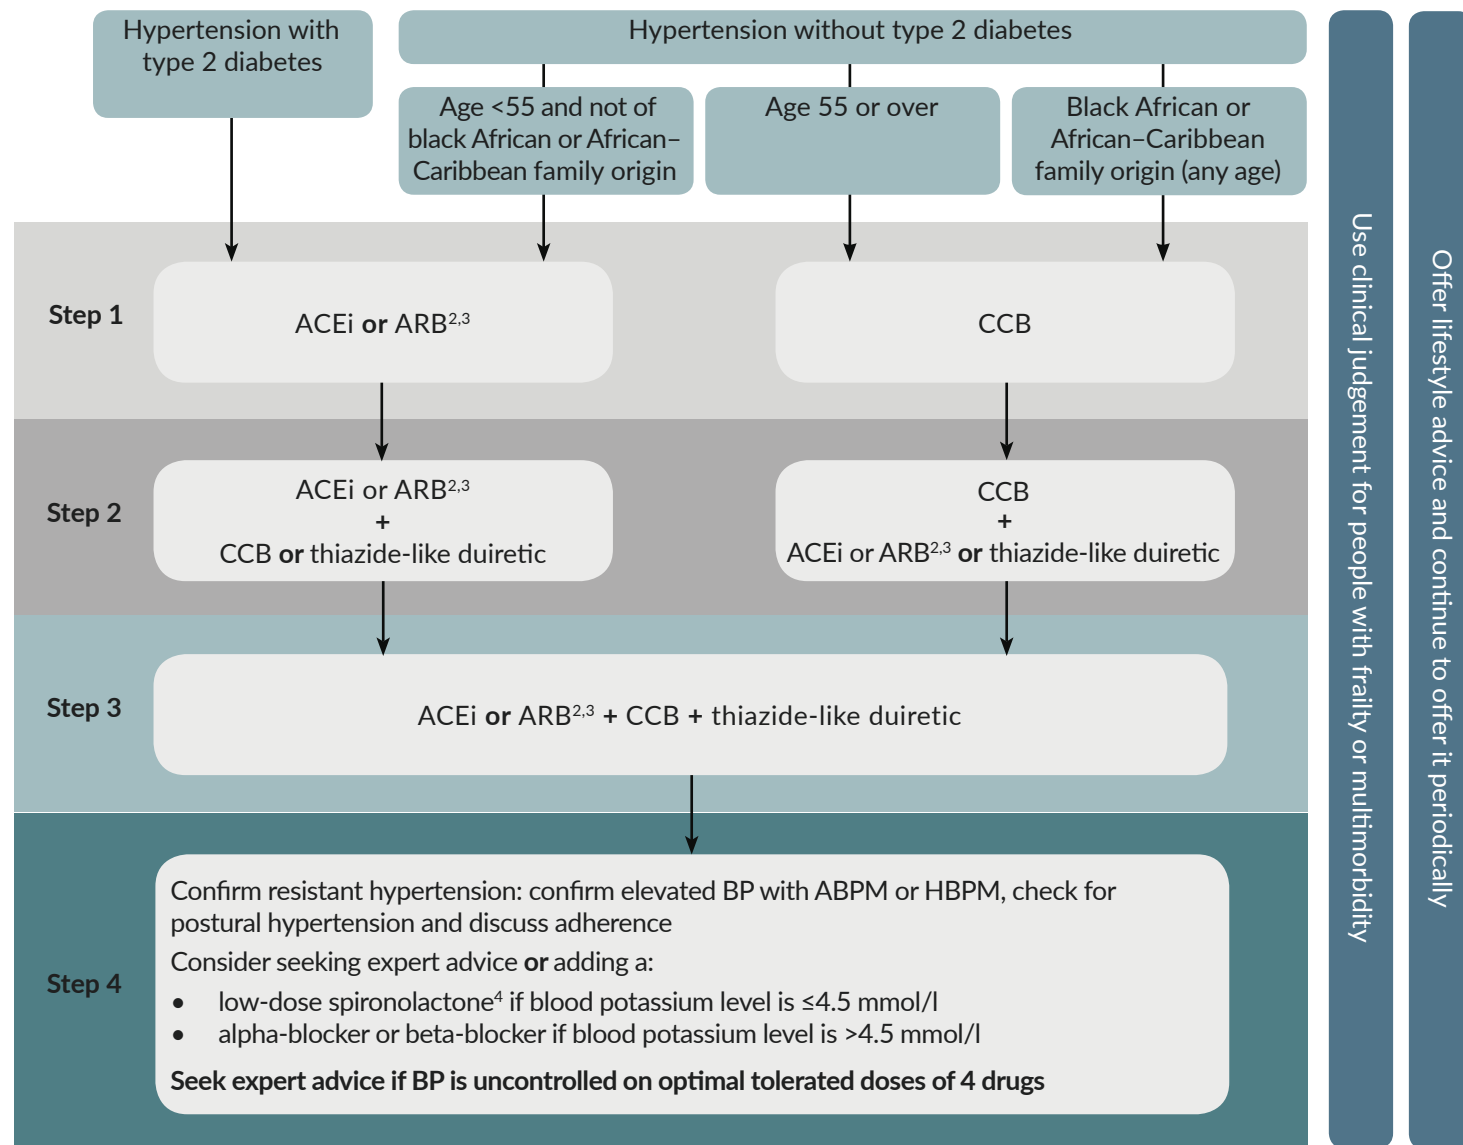 Hypertension with
type 2 diabetes
Hypertension without type 2 diabetes
Age <55 and not of
black African or African–
Caribbean family origin
Age 55 or over
Black African or
African–Caribbean
family origin (any age)
Step 1
ACEi or ARB2,3
CCB
Step 2
ACEi or ARB2,3
+
CCB or thiazide-like duiretic
CCB
+
ACEi or ARB2,3 or thiazide-like duiretic
Step 3
ACEi or ARB2,3 + CCB + thiazide-like duiretic
Step 4
Confirm resistant hypertension: confirm elevated BP with ABPM or HBPM, check for
postural hypertension and discuss adherence
Consider seeking expert advice or adding a:
• low-dose spironolactone4 if blood potassium level is ≤4.5 mmol/l
• alpha-blocker or beta-blocker if blood potassium level is >4.5 mmol/l
Seek expert advice if BP is uncontrolled on optimal tolerated doses of 4 drugs
Use clinical judgement for people with frailty or multimorbidity
Offer lifestyle advice and continue to offer it periodically